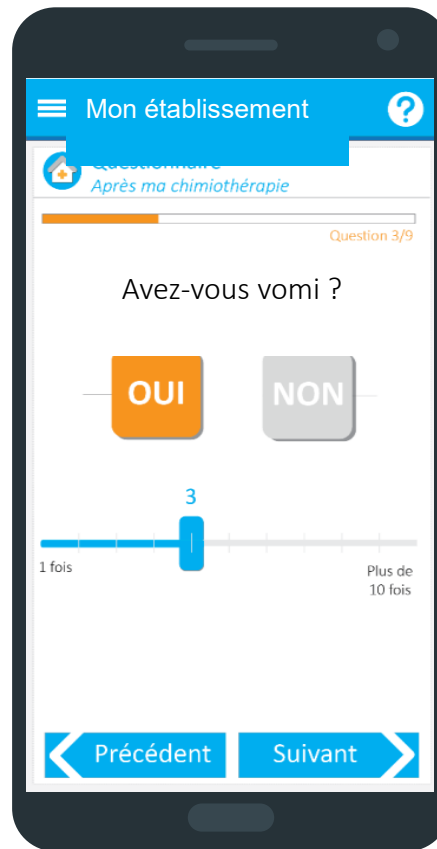 Mon établissement
?
Questionnaire
Après ma chimiothérapie
Question 3/9
Avez-vous vomi ?
OUI NON
3
1 fois
Plus de
10 fois
Précédent Suivant